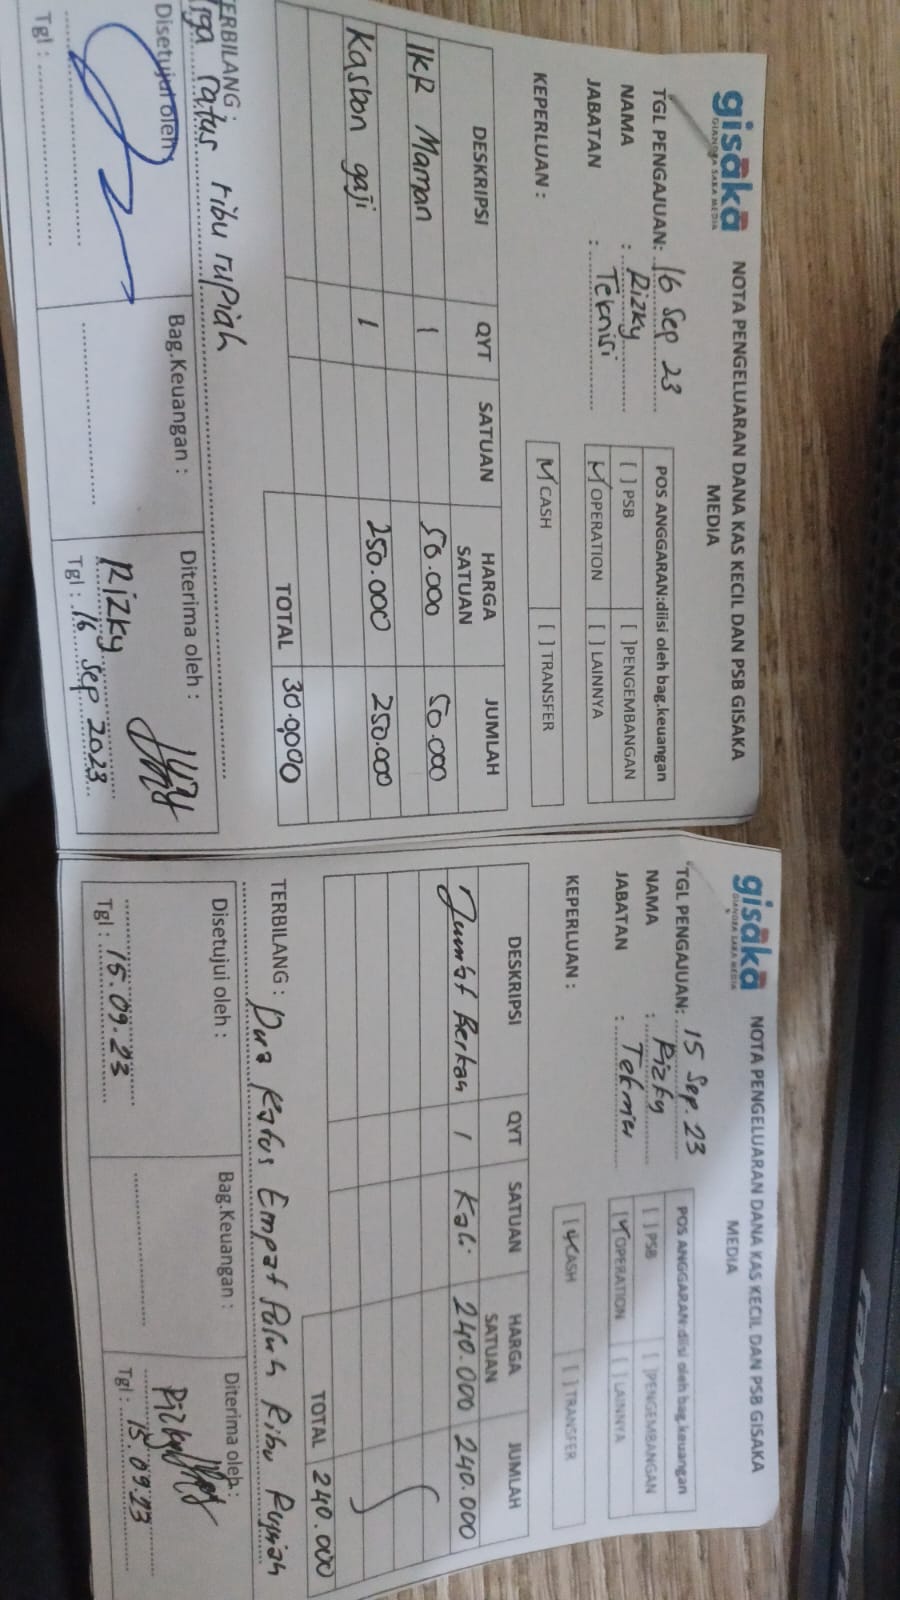 gisaka
GIANDRA SAKA MEDIA
NOTA PENGELUARAN DANA KAS KECIL DAN PSB GISAKA
MEDIA
TGL PENGAJUAN: 16 Sep 23
NAMA : Rizky
JABATAN : Teknisi
POS ANGGARAN:diisi oleh bag.keuangan
[ ] PSB [ ]PENGEMBANGAN
[✓] OPERATION [ ] LAINNYA
KEPERLUAN :
[✓] CASH [ ] TRANSFER
DESKRIPSI QYT SATUAN HARGA SATUAN JUMLAH
IKR Maman 1 50.000 50.000
Kasbon gaji 1 250.000 250.000
TOTAL 300.000
TERBILANG : Tiga ratus ribu rupiah
Disetujui oleh : Bag.Keuangan : Diterima oleh :
Rizky
Tgl : Tgl : 16 Sep 2023
gisaka
GIANDRA SAKA MEDIA
NOTA PENGELUARAN DANA KAS KECIL DAN PSB GISAKA
MEDIA
TGL PENGAJUAN: 15 Sep. 23
NAMA : Rizky
JABATAN : Teknisi
POS ANGGARAN:diisi oleh bag.keuangan
[ ] PSB [ ]PENGEMBANGAN
[✓] OPERATION [ ] LAINNYA
KEPERLUAN :
[✓] CASH [ ] TRANSFER
DESKRIPSI QYT SATUAN HARGA SATUAN JUMLAH
Jumat Berkah 1 Kali 240.000 240.000
TOTAL 240.000
TERBILANG : Dua Ratus Empat Puluh Ribu Rupiah
Disetujui oleh : Bag.Keuangan : Diterima oleh :
Rizky
Tgl : 15.09.23 Tgl : 15.09.23